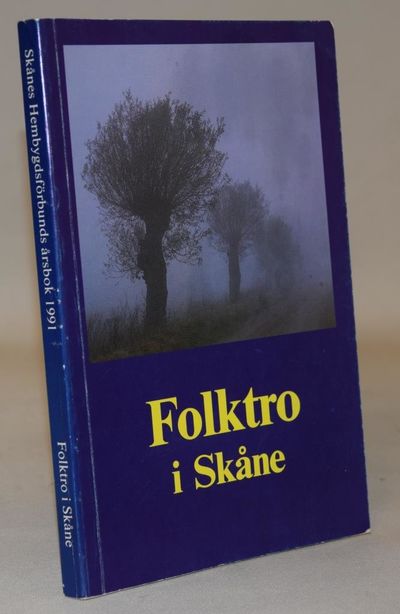 Folktro
i Skåne
Skånes Hembygdsförbunds årsbok 1991
Folktro i Skåne